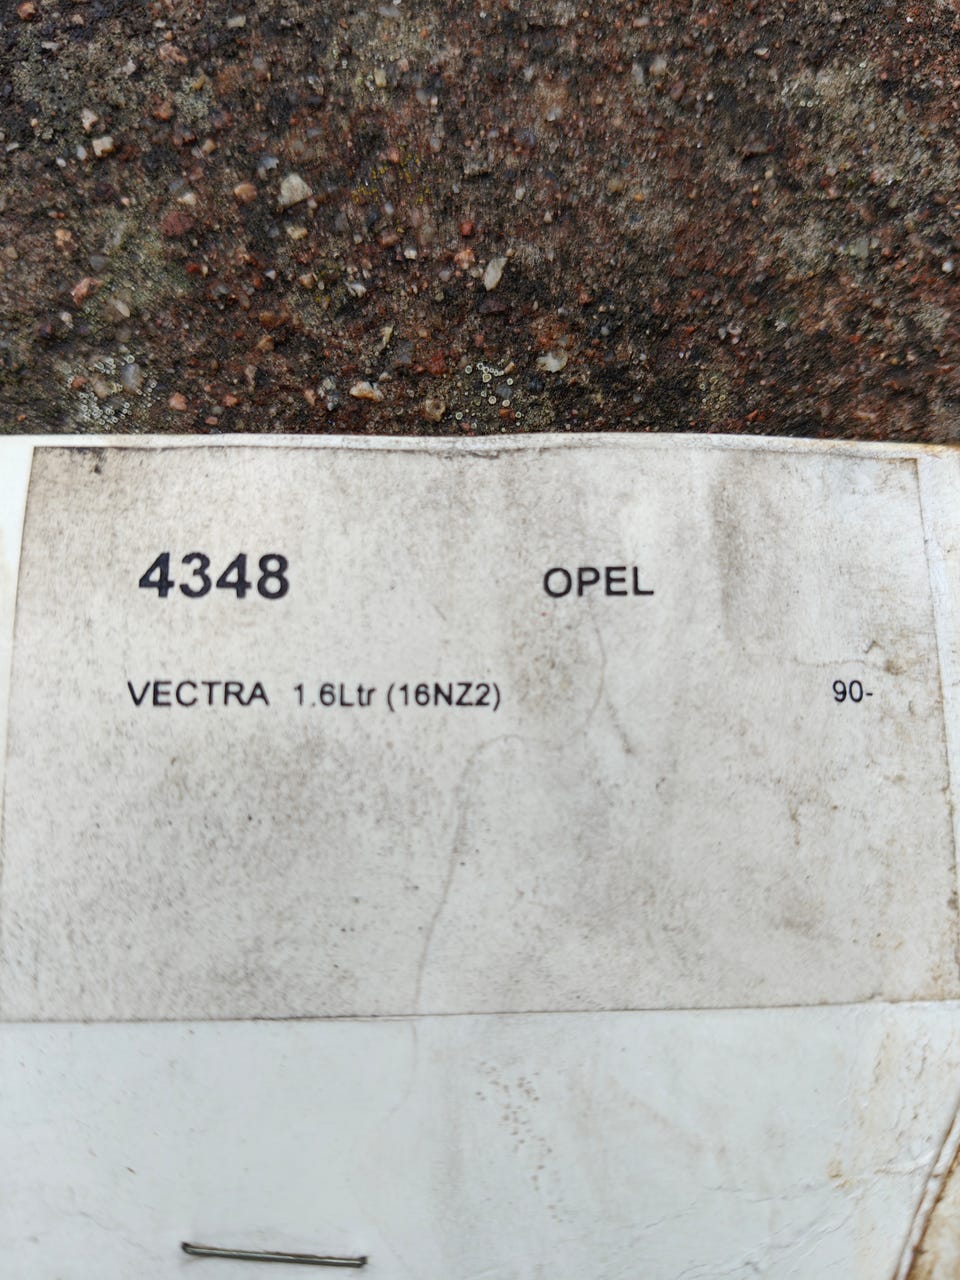 4348 OPEL
VECTRA 1.6Ltr (16NZ2) 90-